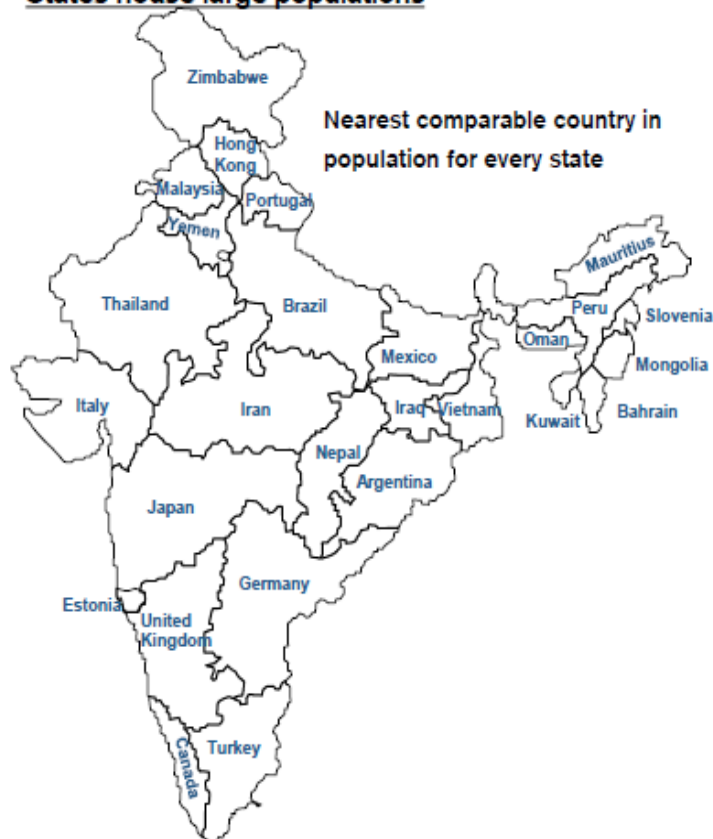 States house large populations
Zimbabwe
Nearest comparable country in
population for every state
Hong
Kong
Malaysia
Portugal
Yemen
Mauritius
Thailand
Brazil
Peru
Slovenia
Oman
Mexico
Mongolia
Italy
Iran
Iraq
Vietnam
Kuwait
Bahrain
Nepal
Argentina
Japan
Germany
Estonia
United
Kingdom
Canada
Turkey